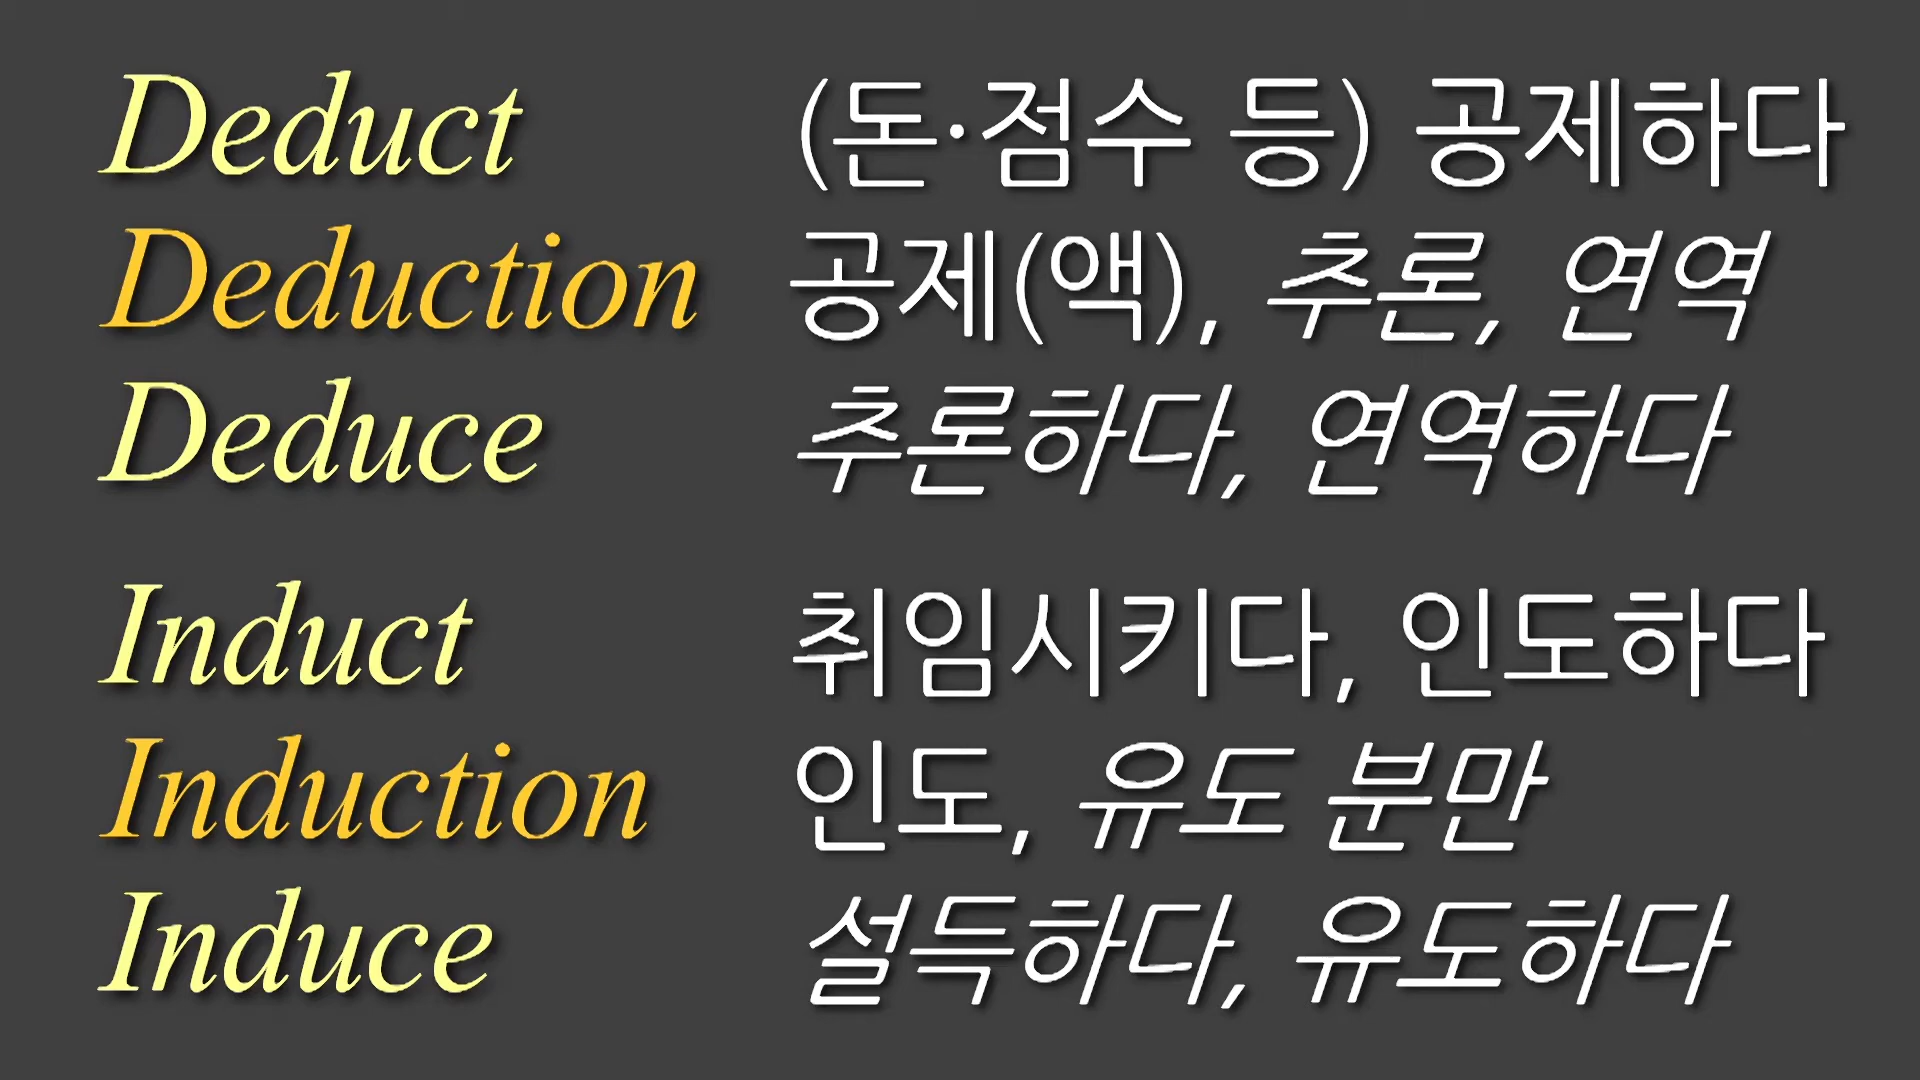 Deduct (돈·점수 등) 공제하다
Deduction 공제(액), 추론, 연역
Deduce 추론하다, 연역하다
Induct 취임시키다, 인도하다
Induction 인도, 유도 분만
Induce 설득하다, 유도하다